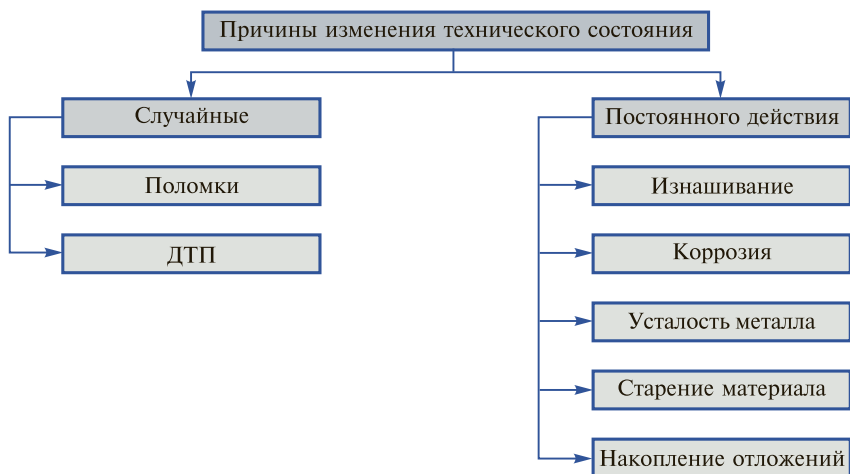 Причины изменения технического состояния
Случайные
Поломки
ДТП
Постоянного действия
Изнашивание
Коррозия
Усталость металла
Старение материала
Накопление отложений